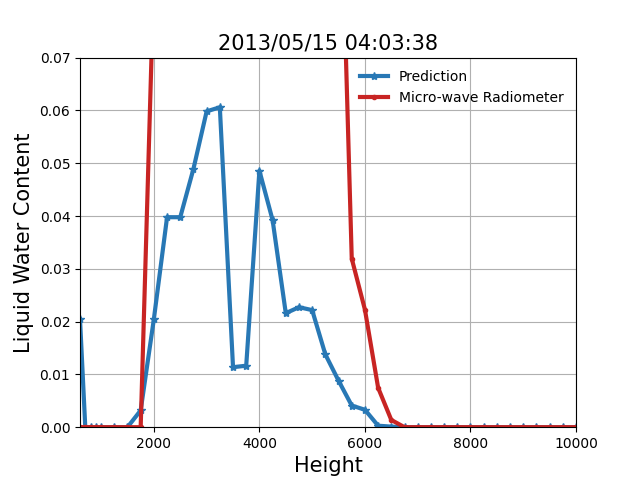 2013/05/15 04:03:38
Prediction
Micro-wave Radiometer
0.07
0.06
0.05
0.04
0.03
0.02
0.01
0.00
Liquid Water Content
2000 4000 6000 8000 10000
Height